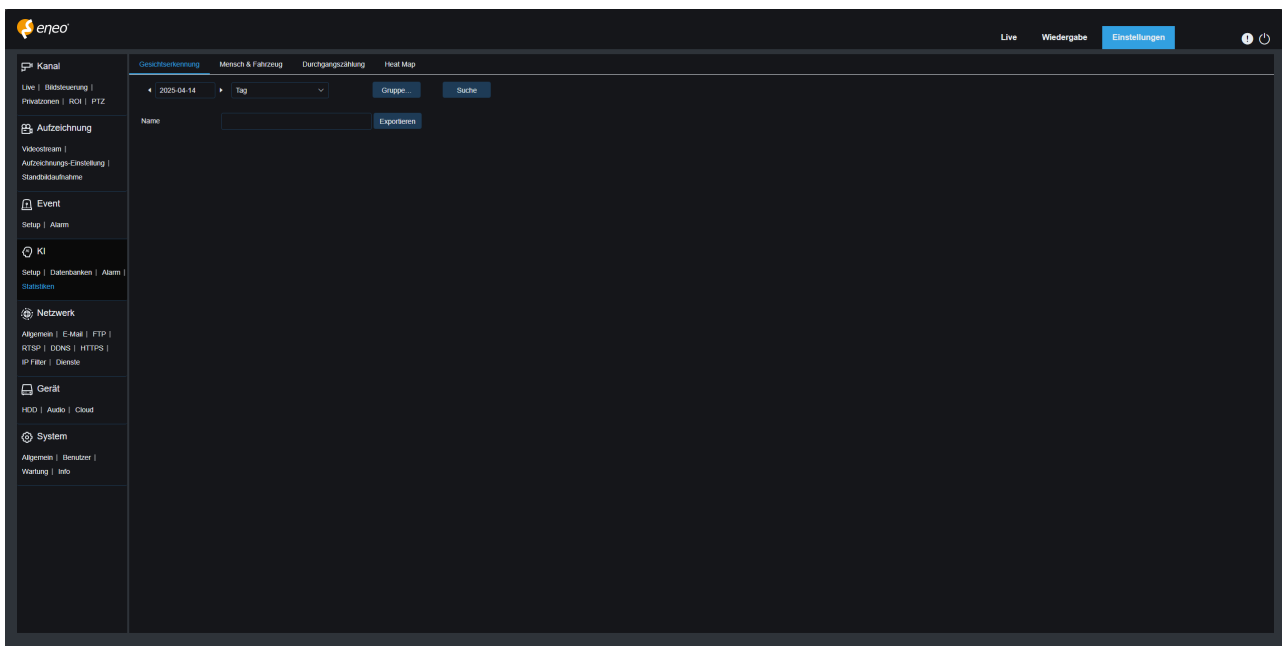 eneo
Live Wiedergabe Einstellungen
Kanal
Live | Bildsteuerung |
Privatzonen | ROI | PTZ
Aufzeichnung
Videostream |
Aufzeichnungs-Einstellung |
Standbildaufnahme
Event
Setup | Alarm
KI
Setup | Datenbanken | Alarm |
Statistiken
Netzwerk
Allgemein | E-Mail | FTP |
RTSP | DDNS | HTTPS |
IP Filter | Dienste
Gerät
HDD | Audio | Cloud
System
Allgemein | Benutzer |
Wartung | Info
Gesichtserkennung Mensch & Fahrzeug Durchgangszählung Heat Map
2025-04-14 Tag Gruppe... Suche
Name Exportieren